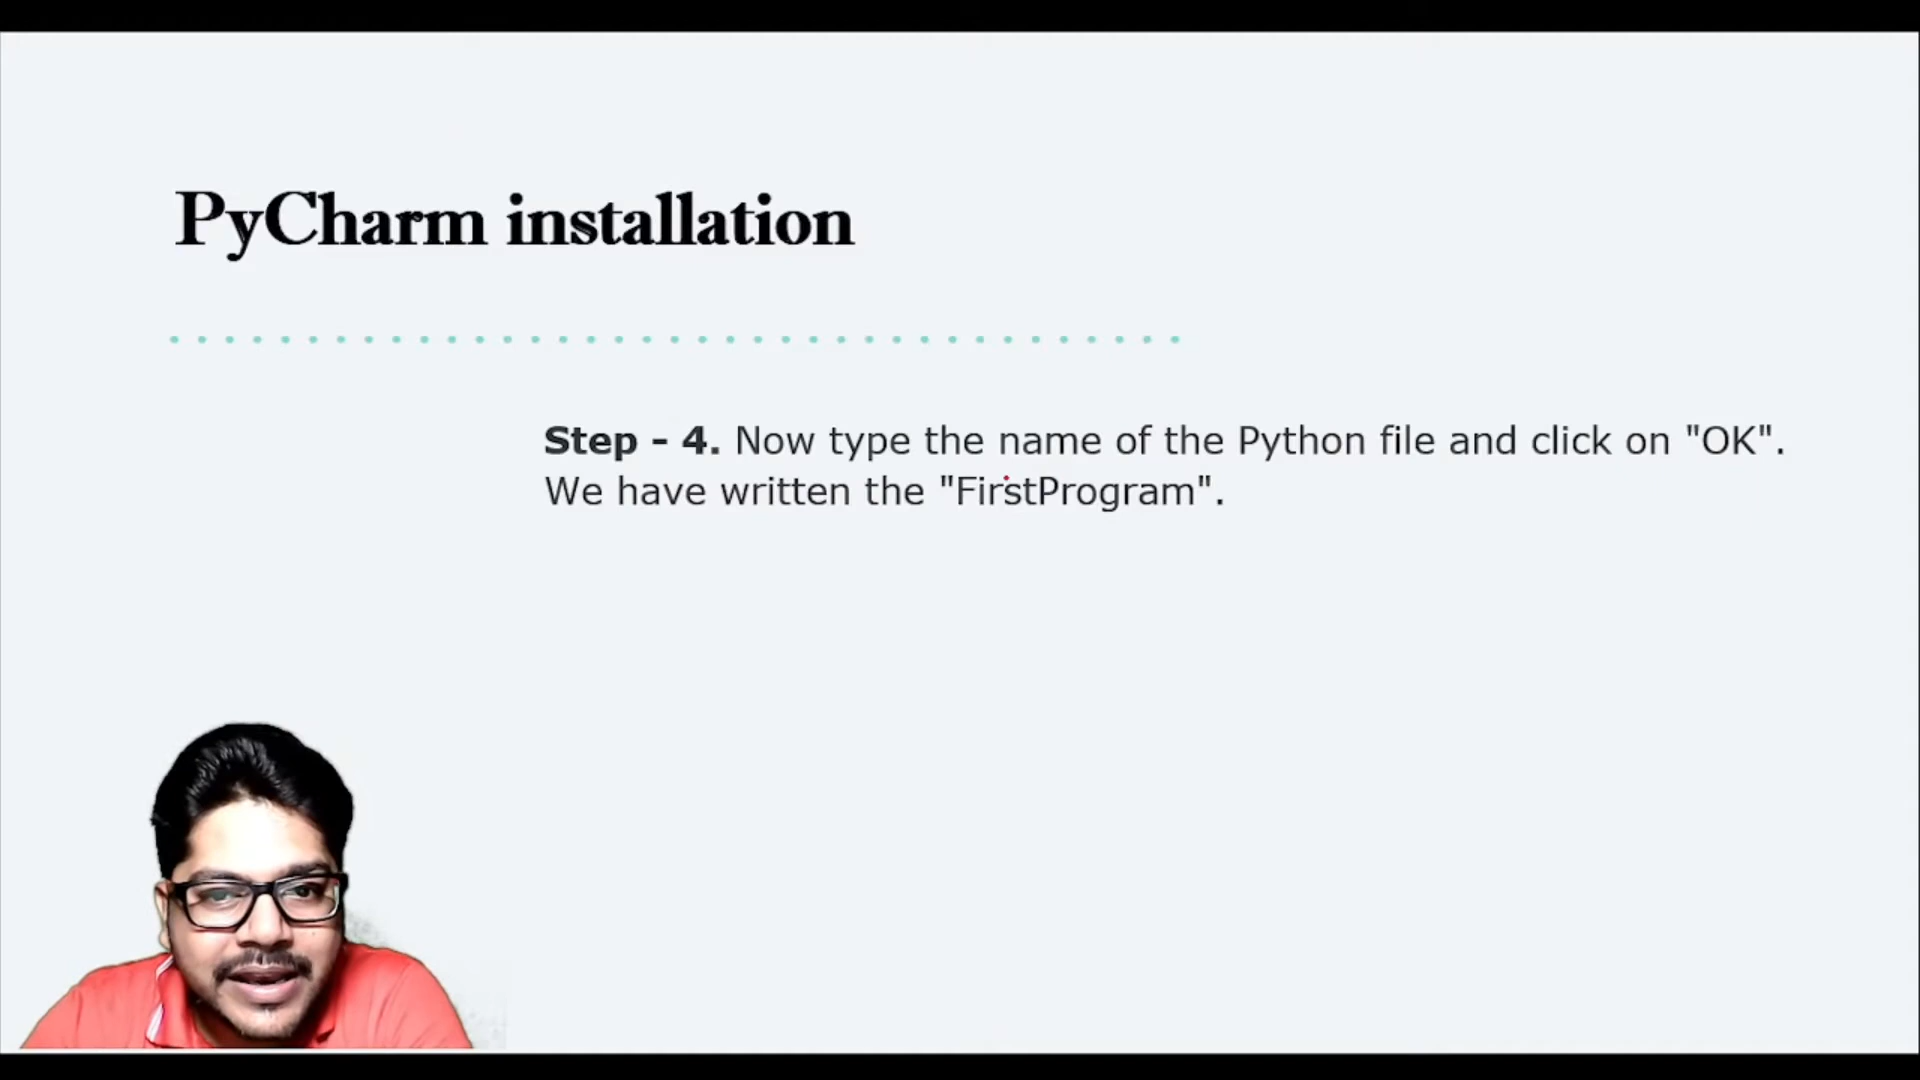 PyCharm installation
Step - 4. Now type the name of the Python file and click on "OK".
We have written the "FirstProgram".